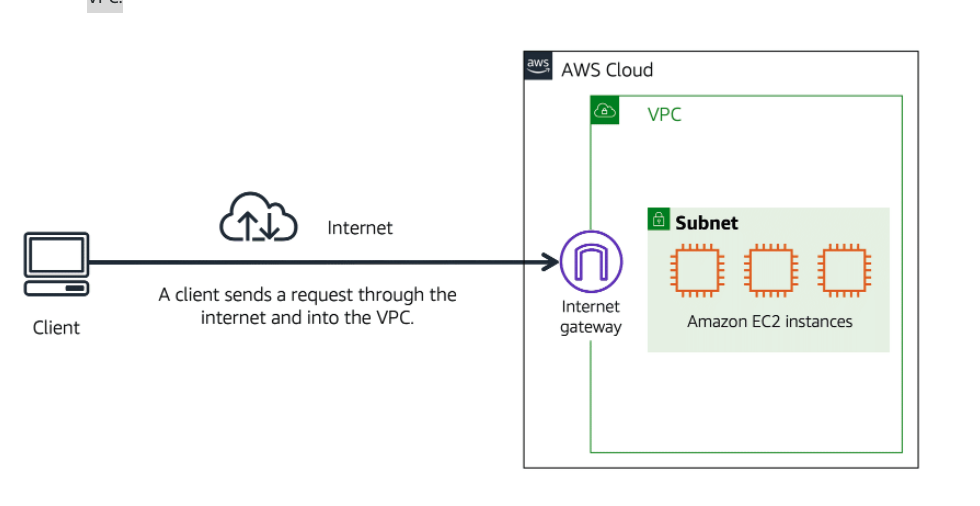 VPC.
aws
AWS Cloud
VPC
Internet
Subnet
A client sends a request through the
internet and into the VPC.
Client
Internet
gateway
Amazon EC2 instances